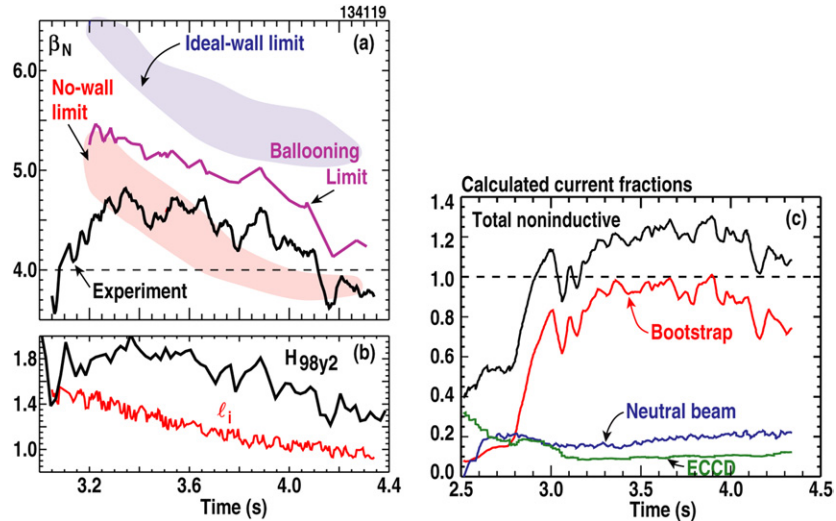 134119
βN
(a)
Ideal-wall limit
6.0
No-wall
limit
5.0
Ballooning
Limit
4.0
Experiment
1.8
H98y2
(b)
1.4
ℓi
1.0
3.2 3.6 4.0 4.4
Time (s)
Calculated current fractions
1.4
Total noninductive
(c)
1.2
1.0
0.8
Bootstrap
0.6
0.4
Neutral beam
0.2
ECCD
0.0
2.5 3.0 3.5 4.0 4.5
Time (s)